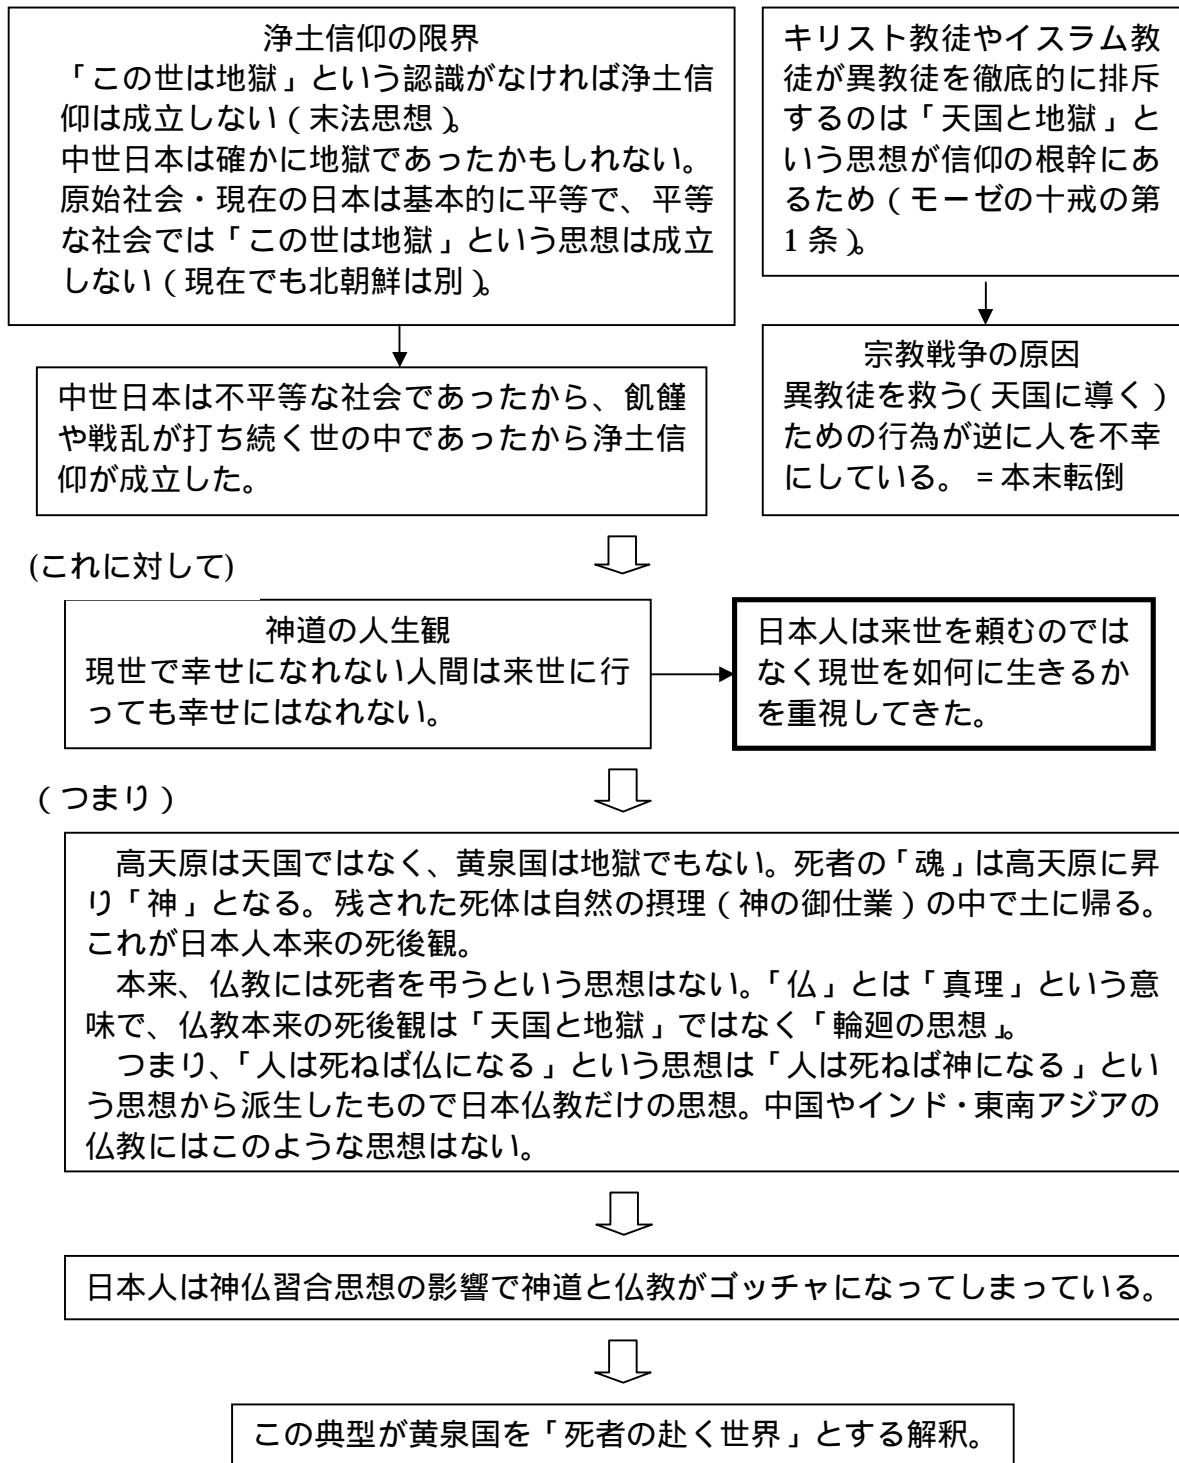 浄土信仰の限界
「この世は地獄」という認識がなければ浄土信
仰は成立しない（末法思想）。
中世日本は確かに地獄であったかもしれない。
原始社会・現在の日本は基本的に平等で、平等
な社会では「この世は地獄」という思想は成立
しない（現在でも北朝鮮は別）。
キリスト教徒やイスラム教
徒が異教徒を徹底的に排斥
するのは「天国と地獄」と
いう思想が信仰の根幹にあ
るため（モーゼの十戒の第
1 条）。
中世日本は不平等な社会であったから、飢饉
や戦乱が打ち続く世の中であったから浄土信
仰が成立した。
宗教戦争の原因
異教徒を救う（天国に導く）
ための行為が逆に人を不幸
にしている。＝本末転倒
(これに対して)
神道の人生観
現世で幸せになれない人間は来世に行
っても幸せにはなれない。
日本人は来世を頼むのでは
なく現世を如何に生きるか
を重視してきた。
（つまり）
高天原は天国ではなく、黄泉国は地獄でもない。死者の「魂」は高天原に昇
り「神」となる。残された死体は自然の摂理（神の御仕業）の中で土に帰る。
これが日本人本来の死後観。
本来、仏教には死者を弔うという思想はない。「仏」とは「真理」という意
味で、仏教本来の死後観は「天国と地獄」ではなく「輪廻の思想」。
つまり、「人は死ねば仏になる」という思想は「人は死ねば神になる」とい
う思想から派生したもので日本仏教だけの思想。中国やインド・東南アジアの
仏教にはこのような思想はない。
日本人は神仏習合思想の影響で神道と仏教がゴッチャになってしまっている。
この典型が黄泉国を「死者の赴く世界」とする解釈。